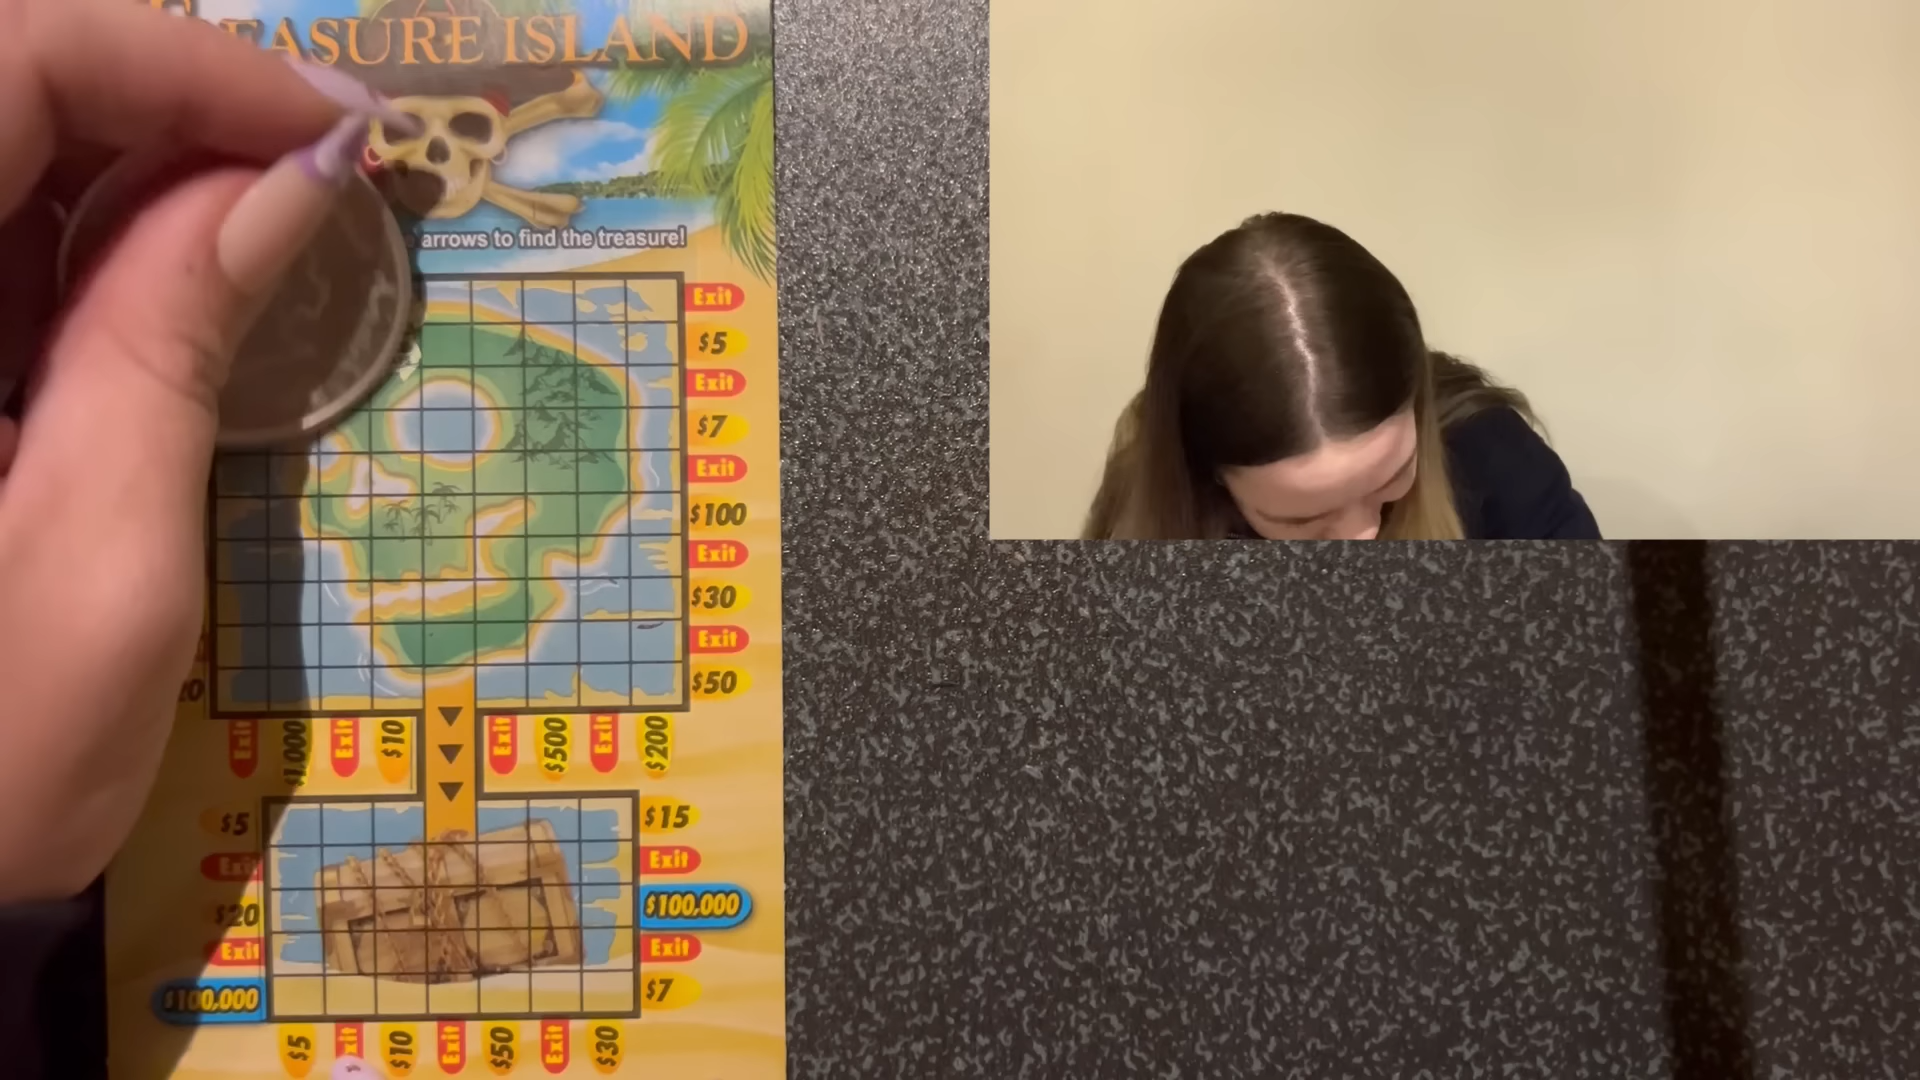 TREASURE ISLAND
arrows to find the treasure!
Exit
$5
Exit
$7
Exit
$100
Exit
$30
Exit
$50
Exit $1,000 Exit $10 Exit $500 Exit $200
$5 $15
Exit Exit
$20 $100,000
Exit Exit
$100,000 $7
$5 Exit $10 Exit $50 Exit $30